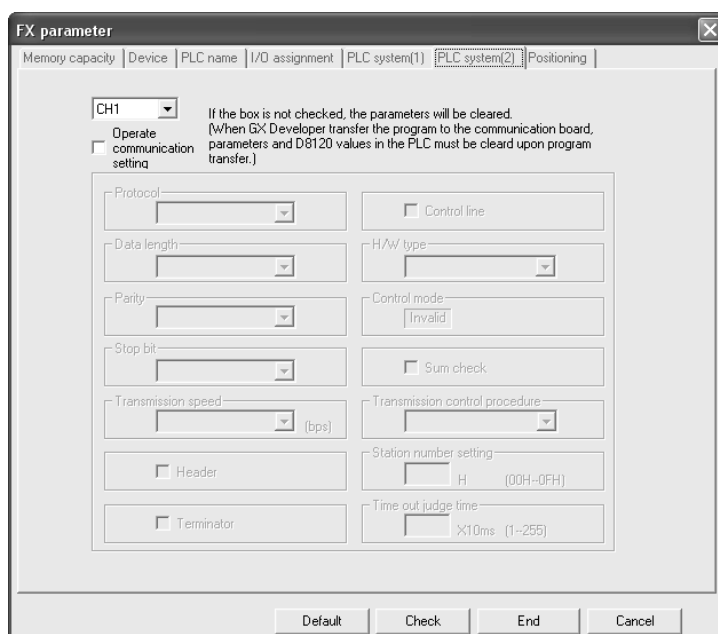 FX parameter
Memory capacity Device PLC name I/O assignment PLC system(1) PLC system(2) Positioning
CH1
If the box is not checked, the parameters will be cleared.
(When GX Developer transfer the program to the communication board,
parameters and D8120 values in the PLC must be cleard upon program
transfer.)
Operate
communication
setting
Protocol
Control line
Data length
H/W type
Parity
Control mode
Invalid
Stop bit
Sum check
Transmission speed
(bps)
Transmission control procedure
Header
Station number setting
H (00H--0FH)
Terminator
Time out judge time
X10ms (1--255)
Default Check End Cancel